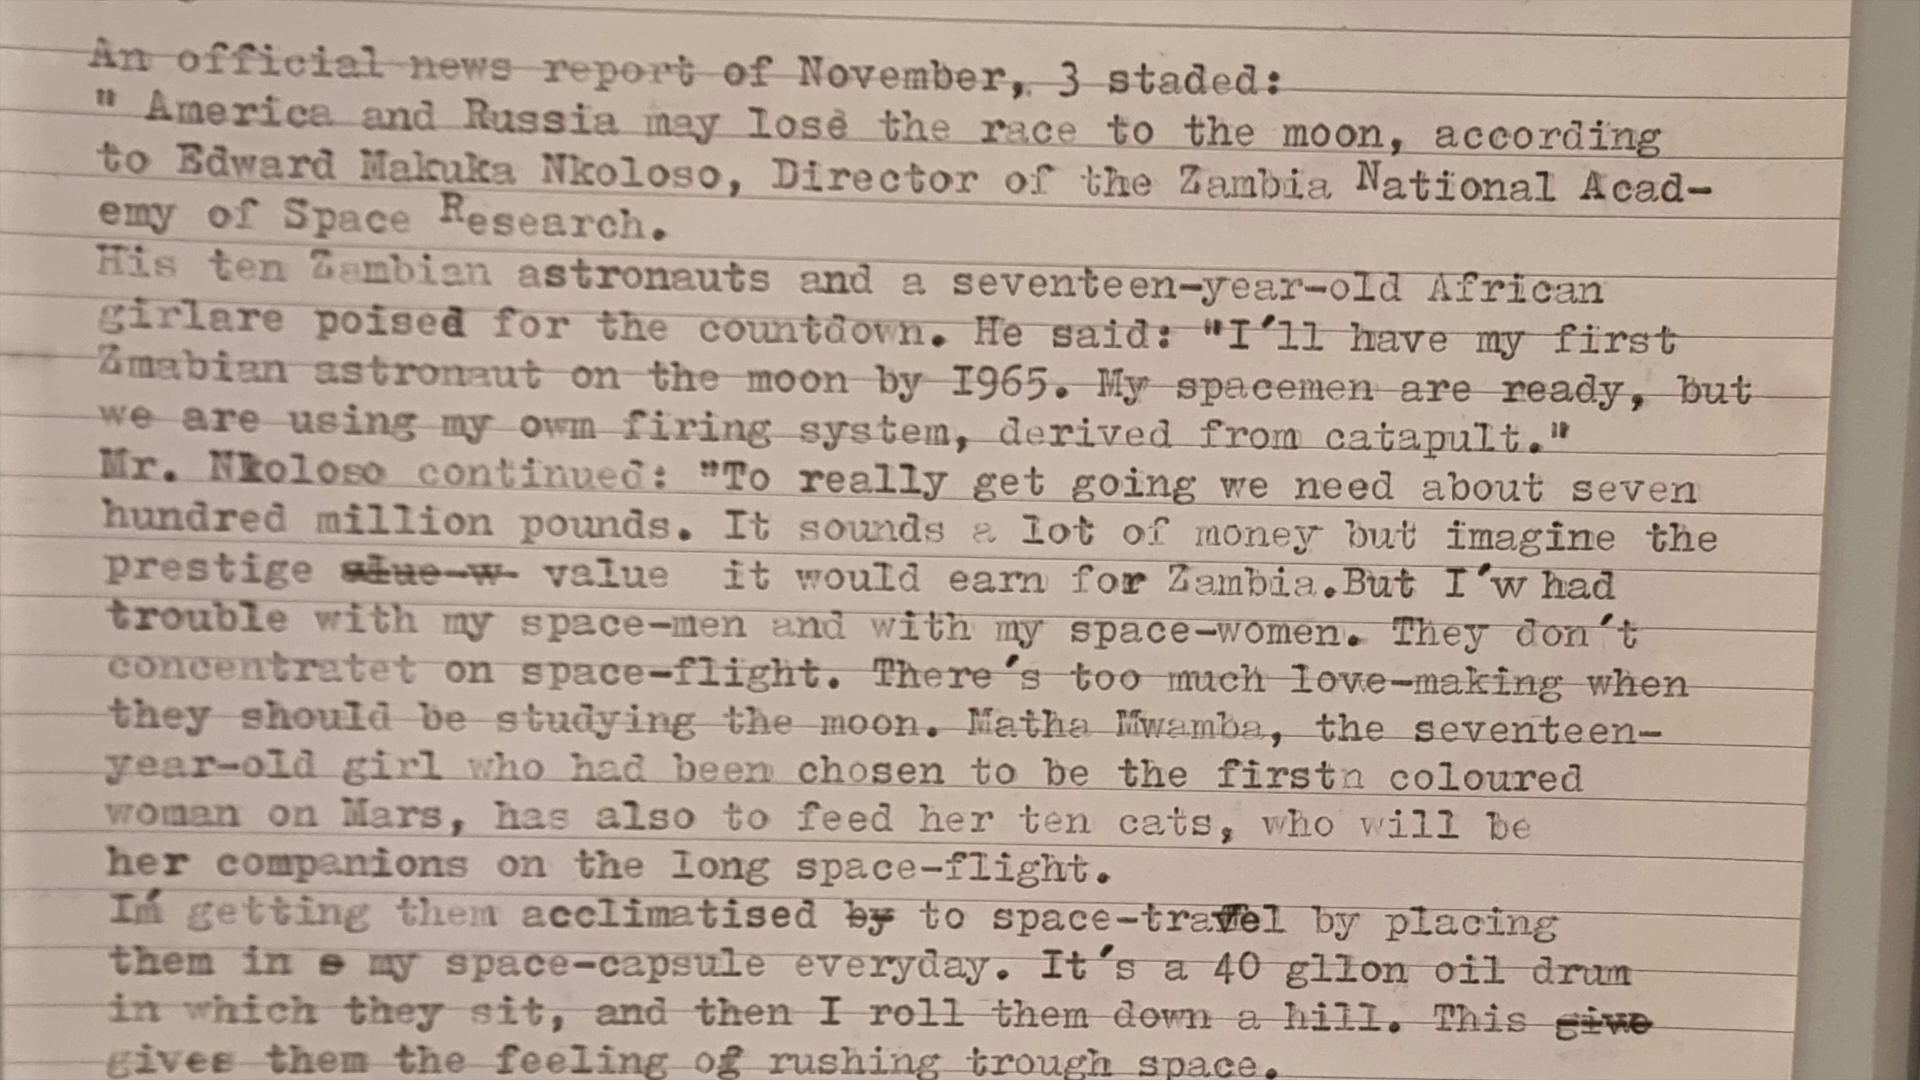 An official news report of November, 3 staded:
" America and Russia may lose the race to the moon, according
to Edward Makuka Nkoloso, Director of the Zambia National Acad-
emy of Space Research.
His ten Zambian astronauts and a seventeen-year-old African
girlare poised for the countdown. He said: "I'll have my first
Zmabian astronaut on the moon by I965. My spacemen are ready, but
we are using my own firing system, derived from catapult."
Mr. Nkoloso continued: "To really get going we need about seven
hundred million pounds. It sounds a lot of money but imagine the
prestige value it would earn for Zambia.But I'w had
trouble with my space-men and with my space-women. They don't
concentratet on space-flight. There's too much love-making when
they should be studying the moon. Matha Mwamba, the seventeen-
year-old girl who had been chosen to be the firstn coloured
woman on Mars, has also to feed her ten cats, who will be
her companions on the long space-flight.
I'm getting them acclimatised by to space-travel by placing
them in my space-capsule everyday. It's a 40 gllon oil drum
in which they sit, and then I roll them down a hill. This give
gives them the feeling of rushing trough space.